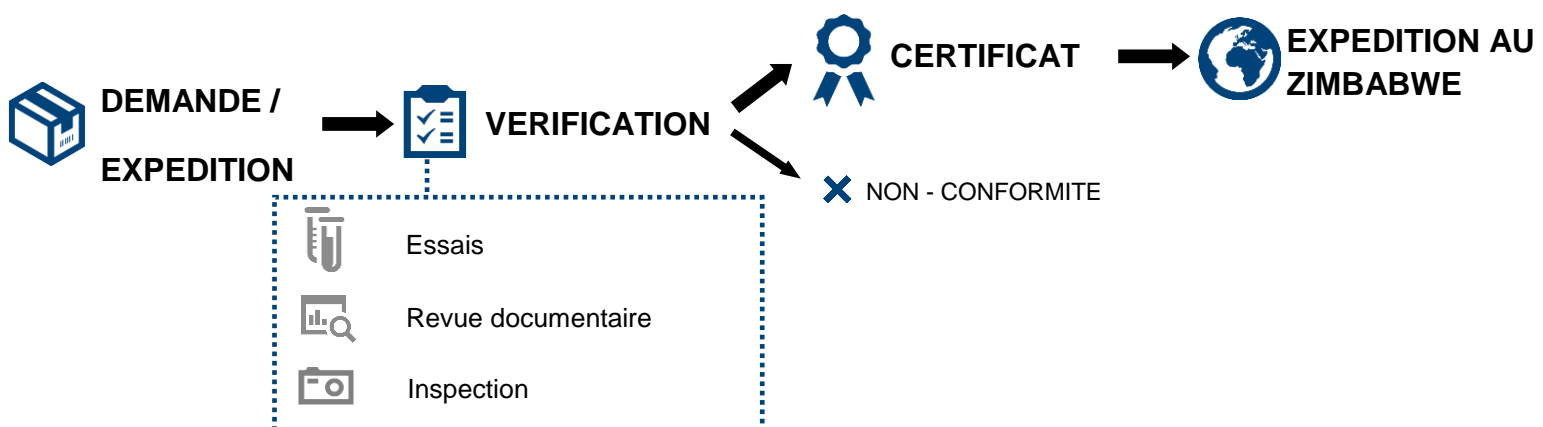 DEMANDE /
EXPEDITION
VERIFICATION
CERTIFICAT
EXPEDITION AU
ZIMBABWE
NON - CONFORMITE
Essais
Revue documentaire
Inspection